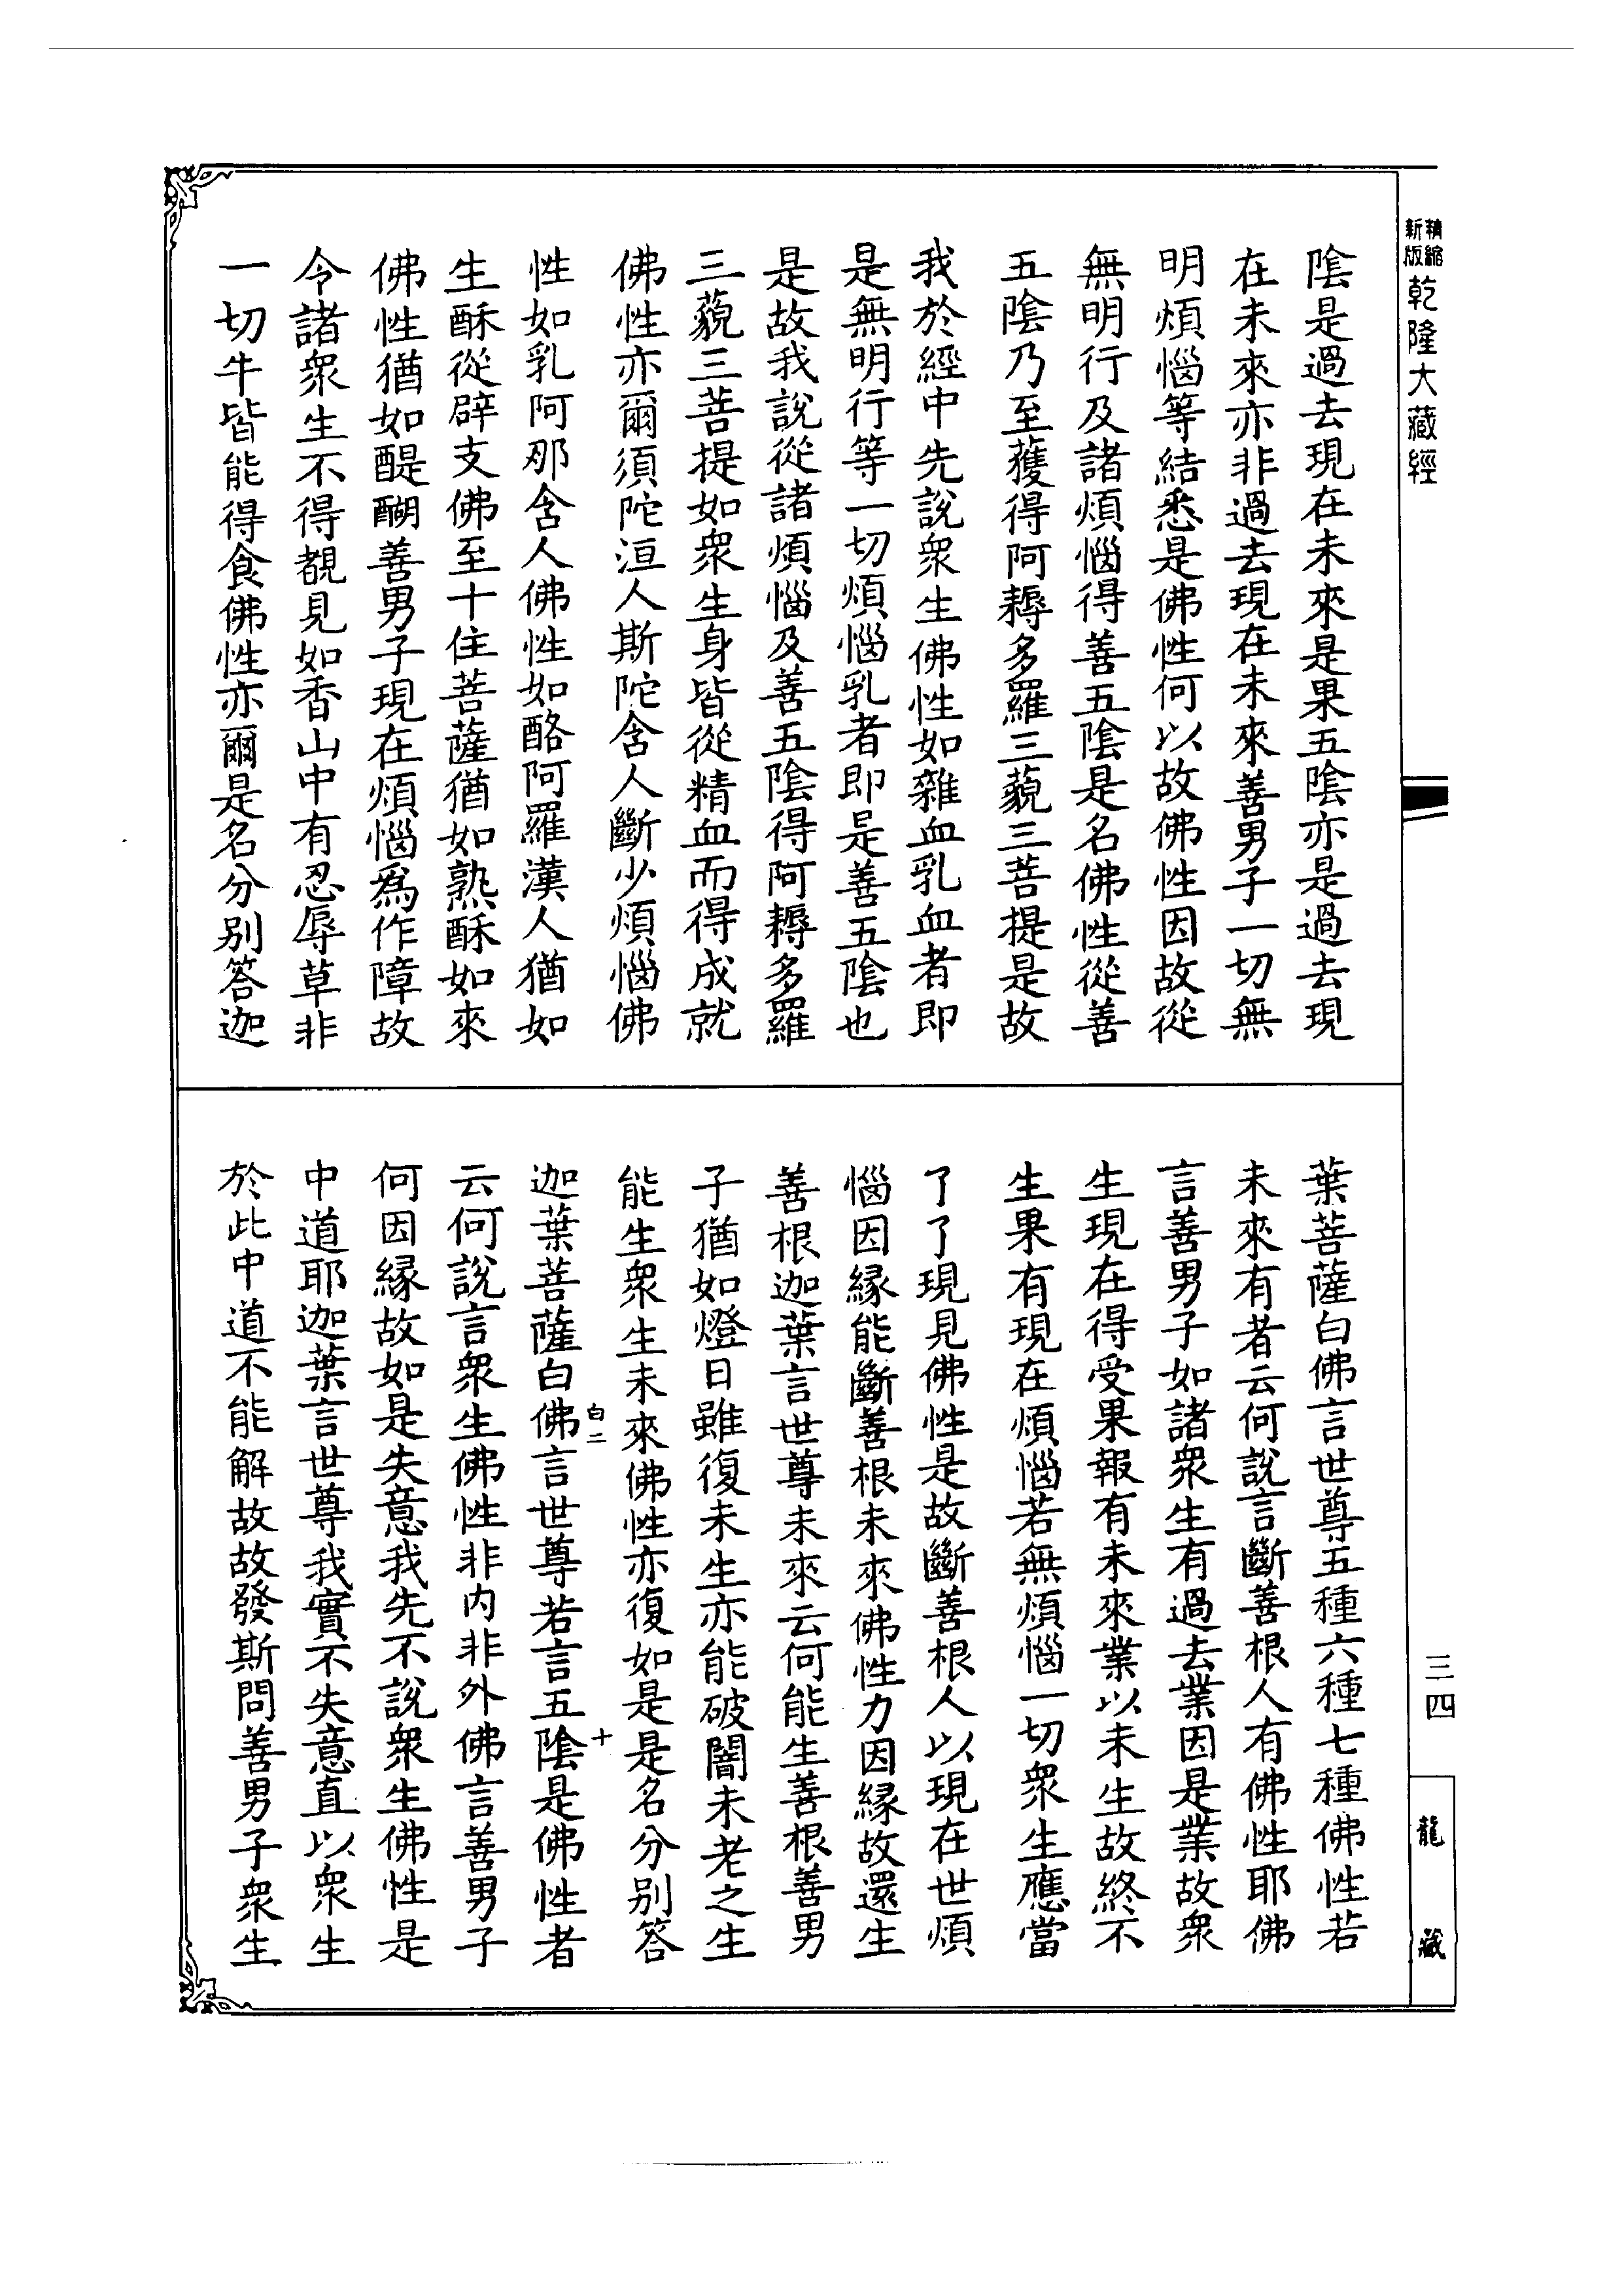 新版精縮乾隆大藏經
陰是過去現在未來是果五陰亦是過去現
在未來亦非過去現在未來善男子一切無
明煩惱等結悉是佛性何以故佛性因故從
無明行及諸煩惱得善五陰是名佛性從善
五陰乃至獲得阿耨多羅三藐三菩提是故
我於經中先說衆生佛性如雜血乳血者即
是無明行等一切煩惱乳者即是善五陰也
是故我說從諸煩惱及善五陰得阿耨多羅
三藐三菩提如衆生身皆從精血而得成就
佛性亦爾須陀洹人斯陀含人斷少煩惱佛
性如乳阿那含人佛性如酪阿羅漢人猶如
生酥從辟支佛至十住菩薩猶如熟酥如來
佛性猶如醍醐善男子現在煩惱爲作障故
令諸衆生不得覩見如香山中有忍辱草非
一切牛皆能得食佛性亦爾是名分別答迦
葉菩薩白佛言世尊五種六種七種佛性若
未來有者云何說言斷善根人有佛性耶佛
言善男子如諸衆生有過去業因是業故衆
生現在得受果報有未來業以未生故終不
生果有現在煩惱若無煩惱一切衆生應當
了了現見佛性是故斷善根人以現在世煩
惱因緣能斷善根未來佛性力因緣故還生
善根迦葉言世尊未來云何能生善根善男
子猶如燈日雖復未生亦能破闇未老之生
能生衆生未來佛性亦復如是是名分別答
白二
十
迦葉菩薩白佛言世尊若言五陰是佛性者
云何說言衆生佛性非內非外佛言善男子
何因緣故如是失意我先不說衆生佛性是
中道耶迦葉言世尊我實不失意直以衆生
於此中道不能解故故發斯問善男子衆生
三四
龍藏